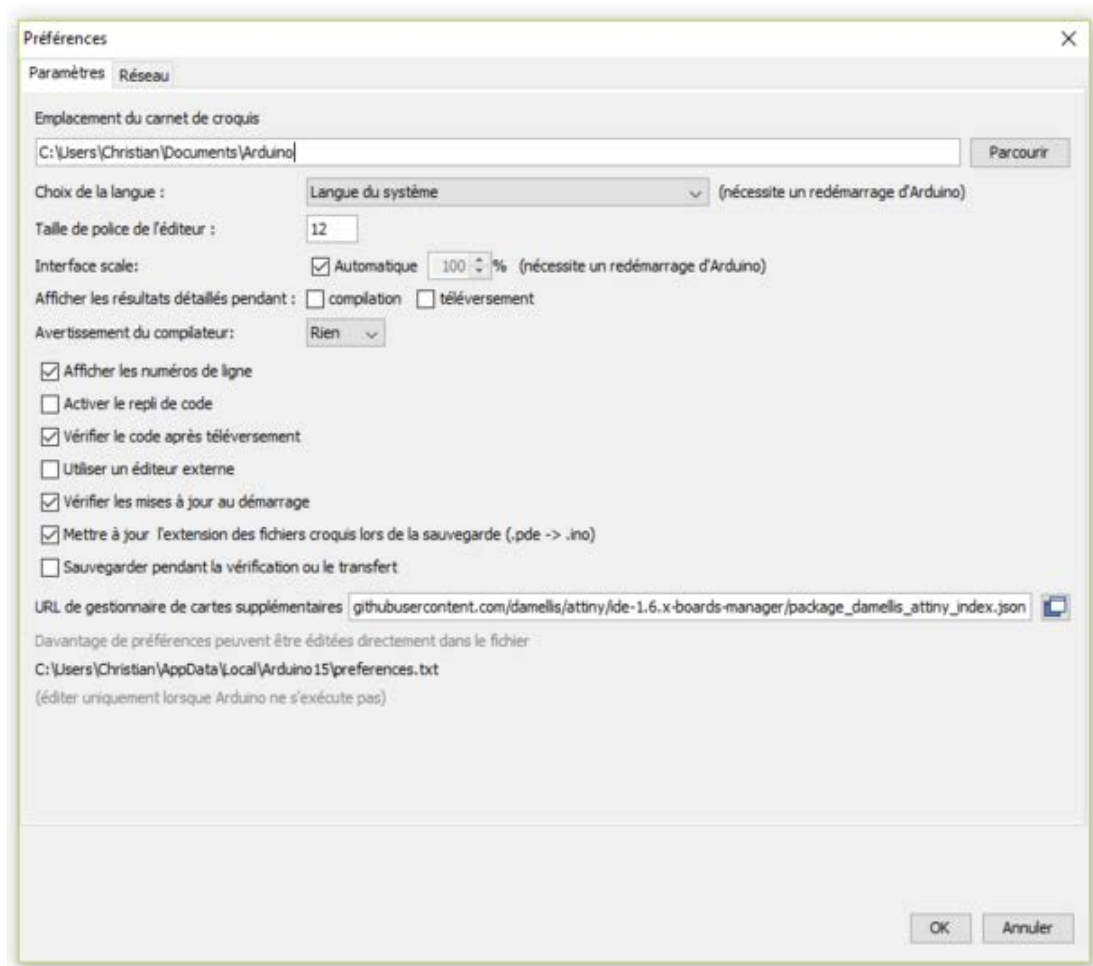 Préférences
Paramètres Réseau
Emplacement du carnet de croquis
C:\Users\Christian\Documents\Arduino Parcourir
Choix de la langue : Langue du système (nécessite un redémarrage d'Arduino)
Taille de police de l'éditeur : 12
Interface scale: Automatique 100 % (nécessite un redémarrage d'Arduino)
Afficher les résultats détaillés pendant : compilation téléversement
Avertissement du compilateur: Rien
Afficher les numéros de ligne
Activer le repli de code
Vérifier le code après téléversement
Utiliser un éditeur externe
Vérifier les mises à jour au démarrage
Mettre à jour l'extension des fichiers croquis lors de la sauvegarde (.pde -> .ino)
Sauvegarder pendant la vérification ou le transfert
URL de gestionnaire de cartes supplémentaires githubusercontent.com/damellis/attiny/ide-1.6.x-boards-manager/package_damellis_attiny_index.json
Davantage de préférences peuvent être éditées directement dans le fichier
C:\Users\Christian\AppData\Local\Arduino15\preferences.txt
(éditer uniquement lorsque Arduino ne s'exécute pas)
OK Annuler